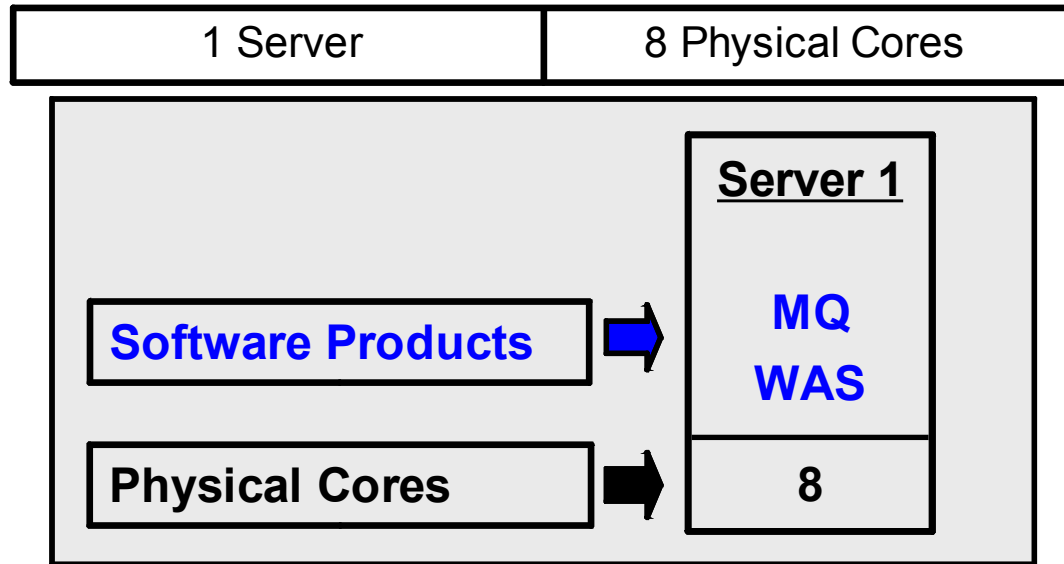 1 Server
8 Physical Cores
Server 1
Software Products
MQ
WAS
Physical Cores
8